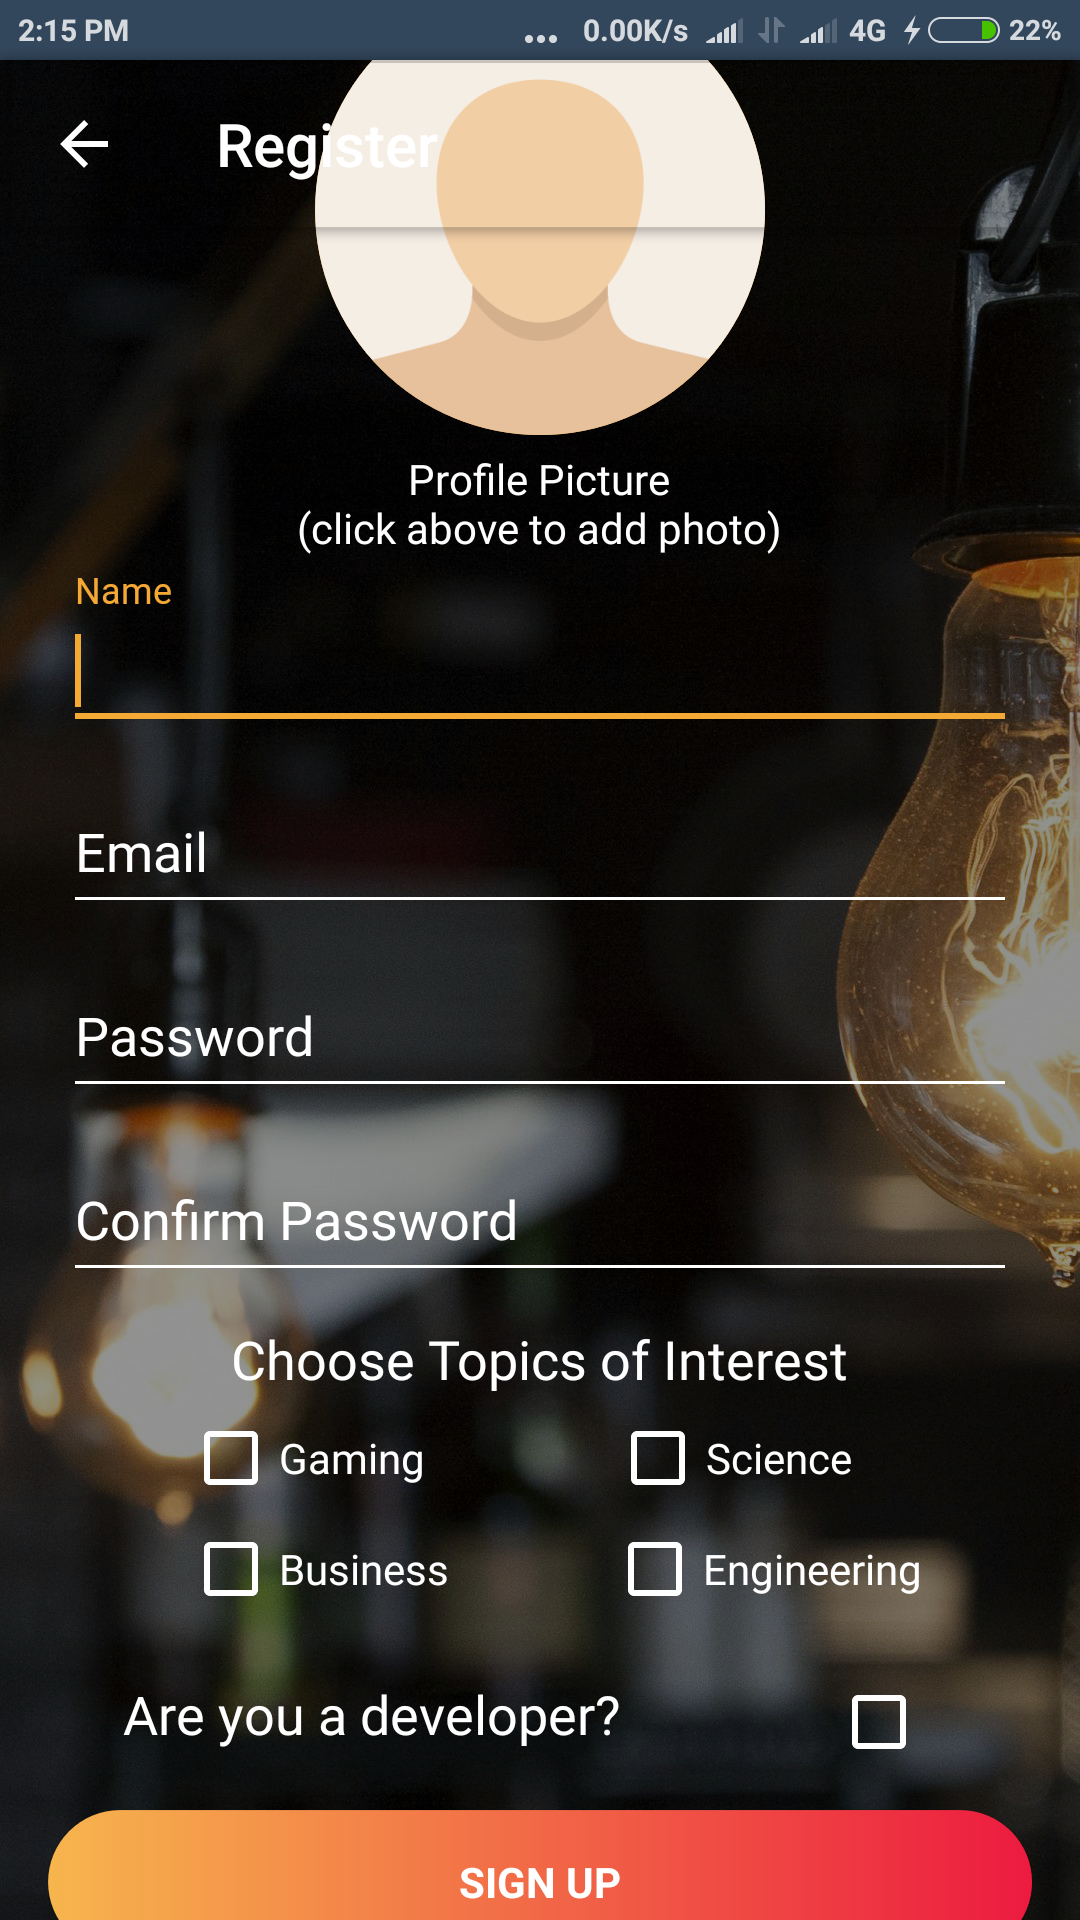 2:15 PM ... 0.00K/s 4G 22%
Register
Profile Picture
(click above to add photo)
Name
Email
Password
Confirm Password
Choose Topics of Interest
Gaming Science
Business Engineering
Are you a developer?
SIGN UP